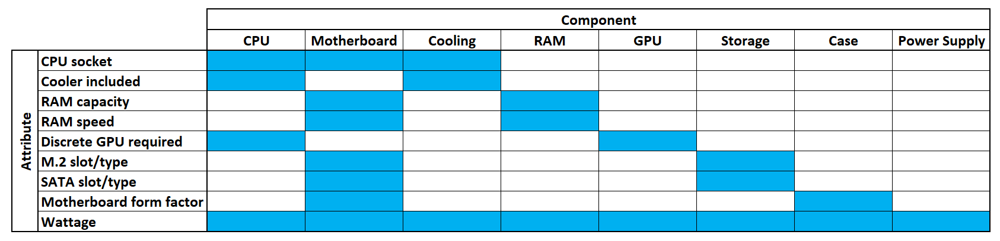 Component
CPU Motherboard Cooling RAM GPU Storage Case Power Supply
Attribute
CPU socket
Cooler included
RAM capacity
RAM speed
Discrete GPU required
M.2 slot/type
SATA slot/type
Motherboard form factor
Wattage